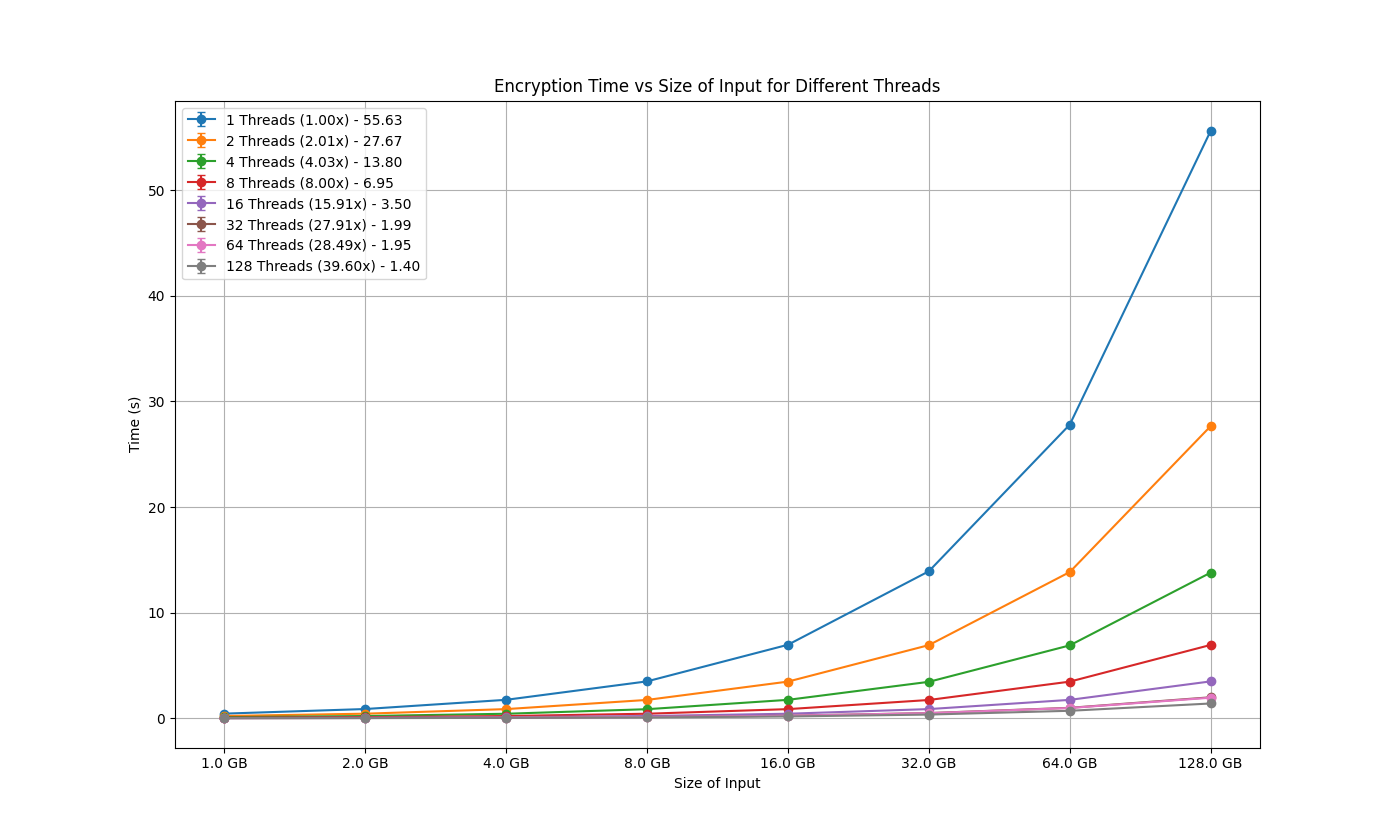 Encryption Time vs Size of Input for Different Threads
1 Threads (1.00x) - 55.63
2 Threads (2.01x) - 27.67
4 Threads (4.03x) - 13.80
8 Threads (8.00x) - 6.95
16 Threads (15.91x) - 3.50
32 Threads (27.91x) - 1.99
64 Threads (28.49x) - 1.95
128 Threads (39.60x) - 1.40
Time (s)
50
40
30
20
10
0
1.0 GB 2.0 GB 4.0 GB 8.0 GB 16.0 GB 32.0 GB 64.0 GB 128.0 GB
Size of Input